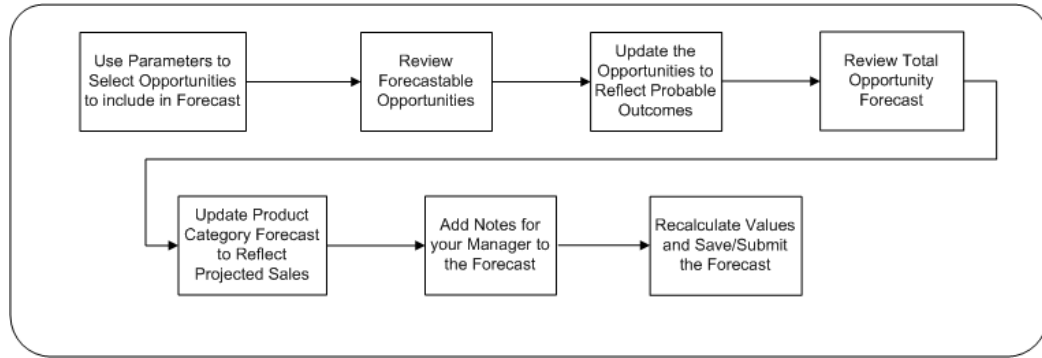 Use Parameters to
Select Opportunities
to include in Forecast
Review
Forecastable
Opportunities
Update the
Opportunities to
Reflect Probable
Outcomes
Review Total
Opportunity
Forecast
Update Product
Category Forecast
to Reflect
Projected Sales
Add Notes for
your Manager to
the Forecast
Recalculate Values
and Save/Submit
the Forecast